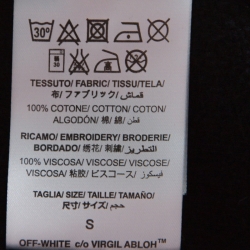 30°
TESSUTO/ FABRIC/ TISSU/TELA/
布/ファブリック/ قماش/
100% COTONE/ COTTON/ COTON/
ALGODÓN/ 棉/ 綿/ قطن
RICAMO/ EMBROIDERY/ BRODERIE/
BORDADO/ 绣花/ 刺繍/ التطريز/
100% VISCOSA/ VISCOSE/ VISCOSE/
VISCOSA/ 粘胶/ ビスコース/ فيسكوز
TAGLIA/ SIZE/ TAILLE/ TAMAÑO/
尺寸/ サイズ/ حجم
S
OFF-WHITE c/o VIRGIL ABLOH™